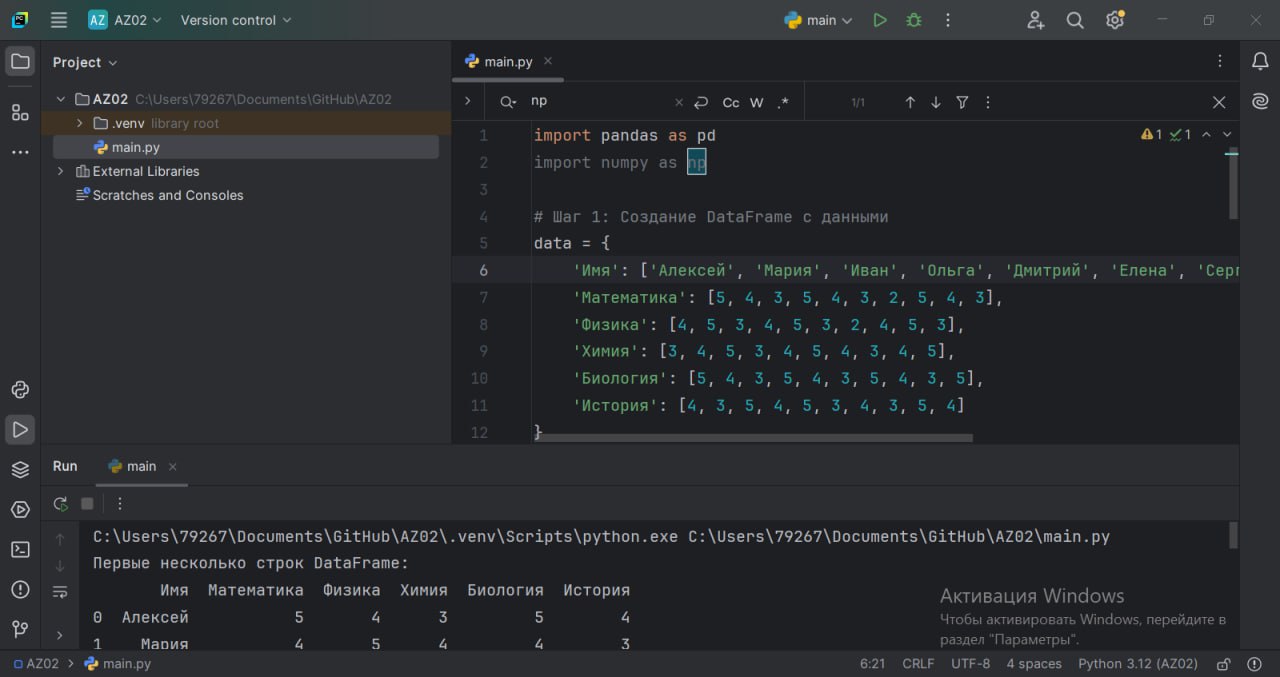 AZ AZ02 Version control main
Project
main.py
AZ02 C:\Users\79267\Documents\GitHub\AZ02
.venv library root
main.py
External Libraries
Scratches and Consoles
np Cc W .* 1/1
1 import pandas as pd 1 1
2 import numpy as np
3
4 # Шаг 1: Создание DataFrame с данными
5 data = {
6 'Имя': ['Алексей', 'Мария', 'Иван', 'Ольга', 'Дмитрий', 'Елена', 'Серг
7 'Математика': [5, 4, 3, 5, 4, 3, 2, 5, 4, 3],
8 'Физика': [4, 5, 3, 4, 5, 3, 2, 4, 5, 3],
9 'Химия': [3, 4, 5, 3, 4, 5, 4, 3, 4, 5],
10 'Биология': [5, 4, 3, 5, 4, 3, 5, 4, 3, 5],
11 'История': [4, 3, 5, 4, 5, 3, 4, 3, 5, 4]
12 }
Run main
C:\Users\79267\Documents\GitHub\AZ02\.venv\Scripts\python.exe C:\Users\79267\Documents\GitHub\AZ02\main.py
Первые несколько строк DataFrame:
Имя Математика Физика Химия Биология История
0 Алексей 5 4 3 5 4
1 Мария 4 5 4 4 3
Активация Windows
Чтобы активировать Windows, перейдите в
раздел "Параметры".
AZ02 main.py 6:21 CRLF UTF-8 4 spaces Python 3.12 (AZ02)